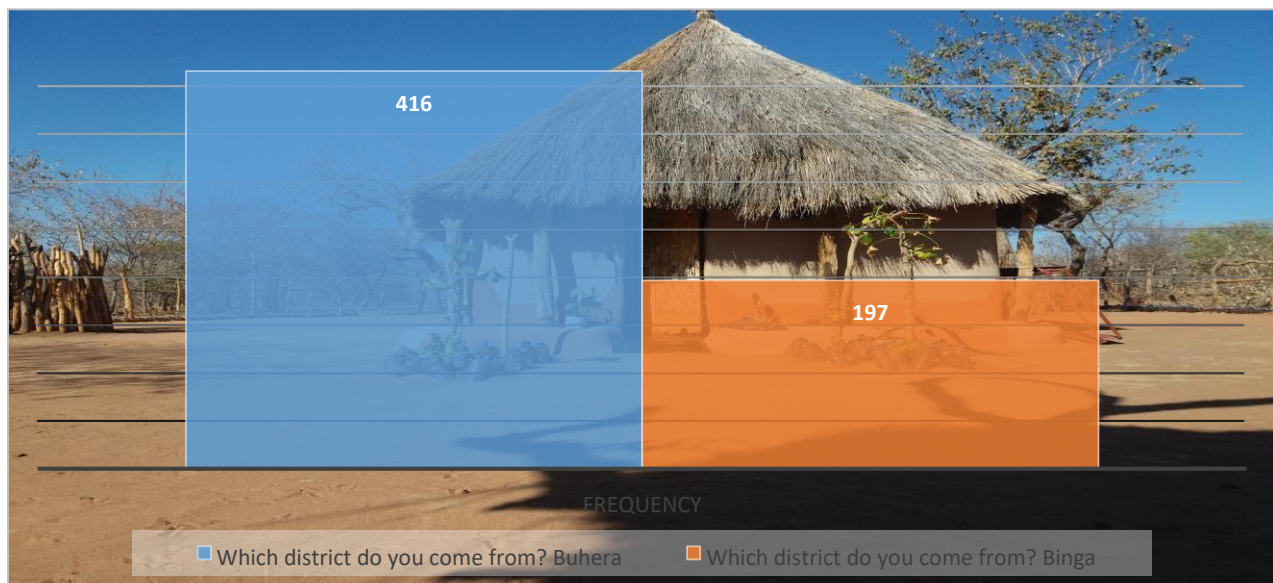 416
197
FREQUENCY
Which district do you come from? Buhera
Which district do you come from? Binga